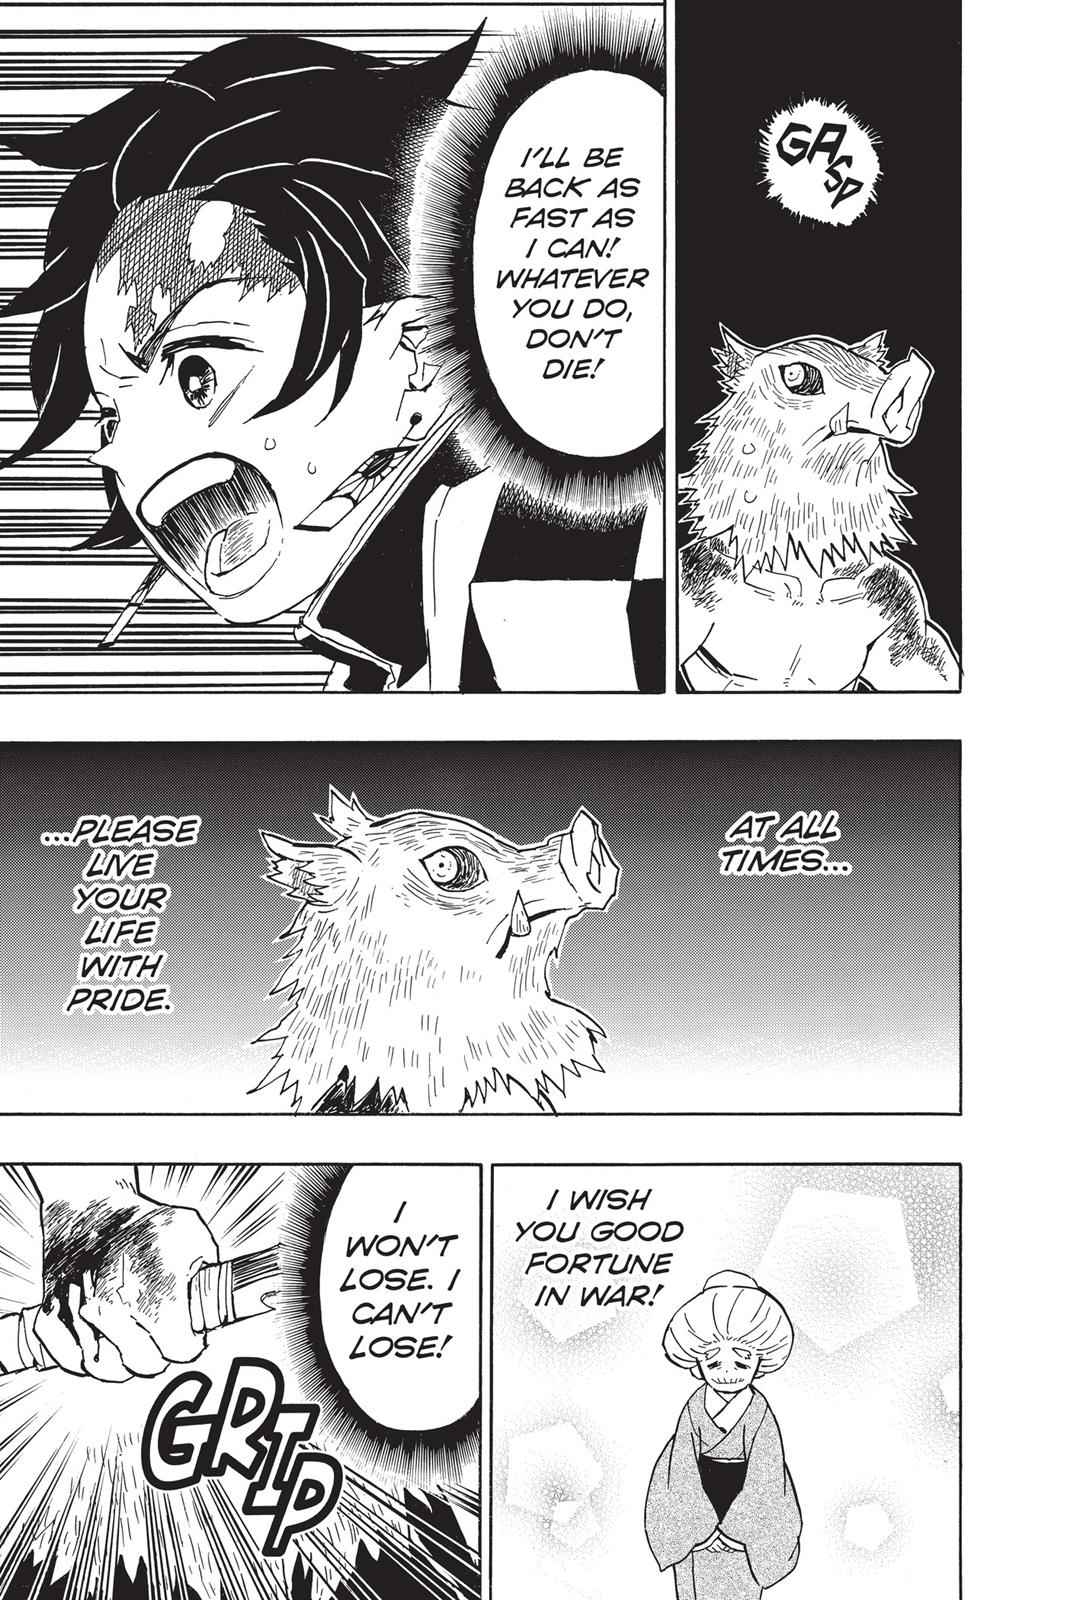 GASP
I'LL BE
BACK AS
FAST AS
I CAN!
WHATEVER
YOU DO,
DON'T
DIE!
AT ALL
TIMES...
...PLEASE
LIVE
YOUR
LIFE
WITH
PRIDE.
I WISH
YOU GOOD
FORTUNE
IN WAR!
I
WON'T
LOSE. I
CAN'T
LOSE!
GRIP